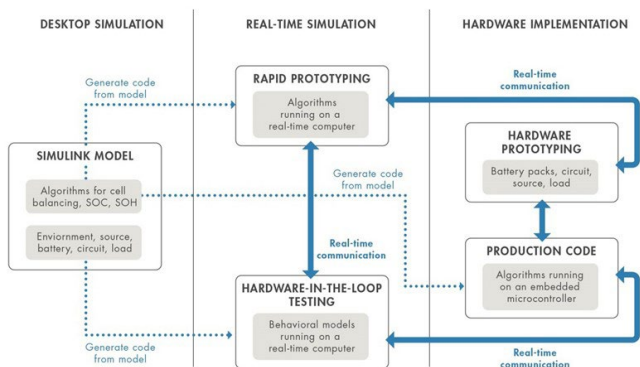 DESKTOP SIMULATION
REAL-TIME SIMULATION
HARDWARE IMPLEMENTATION
Generate code
from model
RAPID PROTOTYPING
Algorithms
running on a
real-time computer
Real-time
communication
SIMULINK MODEL
Algorithms for cell
balancing, SOC, SOH
Enviornment, source,
battery, circuit, load
Generate code
from model
HARDWARE
PROTOTYPING
Battery packs, circuit,
source, load
Real-time
communication
PRODUCTION CODE
Algorithms running
on an embedded
microcontroller
HARDWARE-IN-THE-LOOP
TESTING
Behavioral models
running on a
real-time computer
Generate code
from model
Real-time
communication